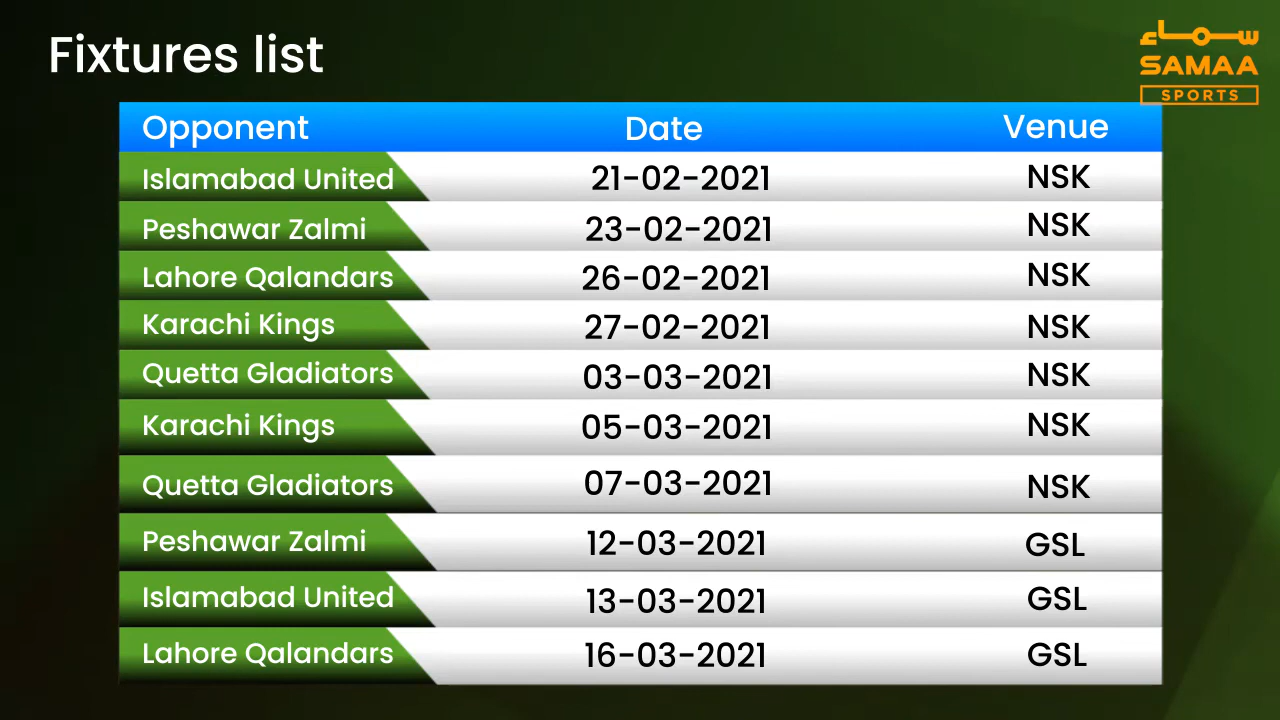 Fixtures list
سماء
SAMAA
SPORTS
Opponent Date Venue
Islamabad United 21-02-2021 NSK
Peshawar Zalmi 23-02-2021 NSK
Lahore Qalandars 26-02-2021 NSK
Karachi Kings 27-02-2021 NSK
Quetta Gladiators 03-03-2021 NSK
Karachi Kings 05-03-2021 NSK
Quetta Gladiators 07-03-2021 NSK
Peshawar Zalmi 12-03-2021 GSL
Islamabad United 13-03-2021 GSL
Lahore Qalandars 16-03-2021 GSL